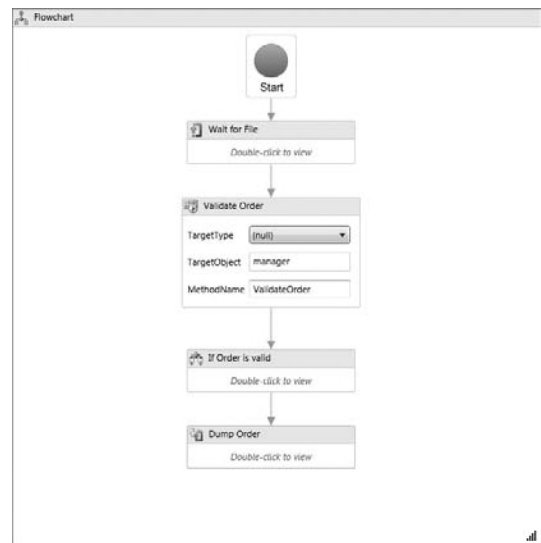 Flowchart
Start
Wait for File
Double-click to view
Validate Order
TargetType (null)
TargetObject manager
MethodName ValidateOrder
If Order is valid
Double-click to view
Dump Order
Double-click to view